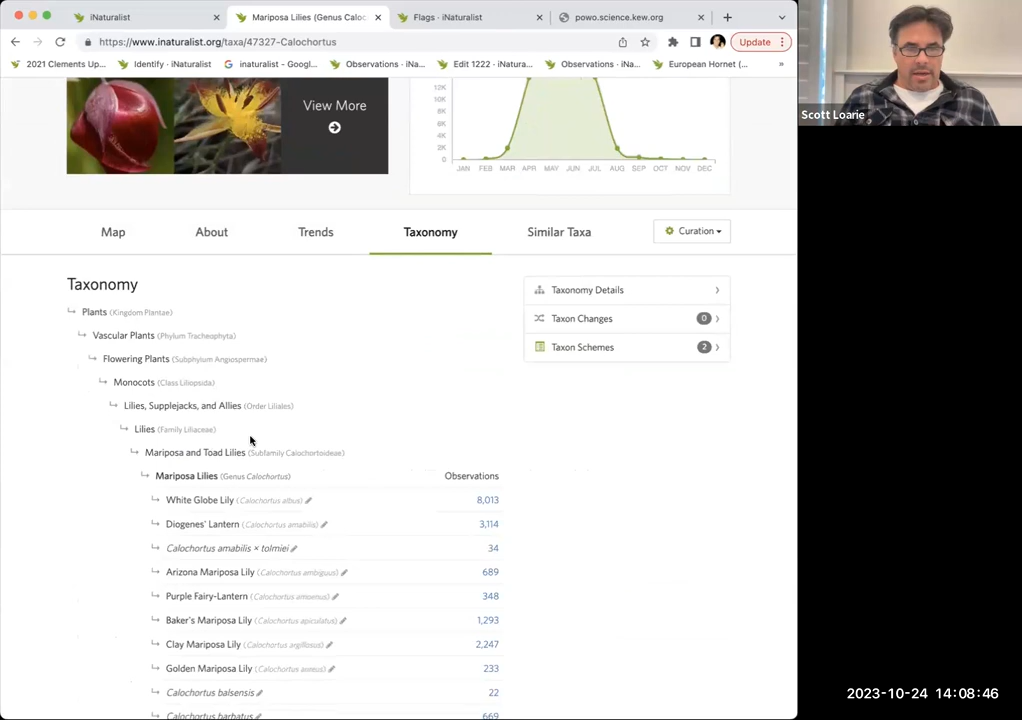 iNaturalist
Mariposa Lilies (Genus Caloc
Flags · iNaturalist
powo.science.kew.org
https://www.inaturalist.org/taxa/47327-Calochortus
Update
2021 Clements Up...
Identify · iNaturalist
inaturalist - Googl...
Observations · iNa...
Edit 1222 · iNatura...
Observations · iNa...
European Hornet (...
»
Scott Loarie
View More
12K
10K
8K
6K
4K
2K
0
JAN FEB MAR APR MAY JUN JUL AUG SEP OCT NOV DEC
Map About Trends Taxonomy Similar Taxa Curation
Taxonomy
Taxonomy Details
Taxon Changes 0
Taxon Schemes 2
Plants (Kingdom Plantae)
Vascular Plants (Phylum Tracheophyta)
Flowering Plants (Subphylum Angiospermae)
Monocots (Class Liliopsida)
Lilies, Supplejacks, and Allies (Order Liliales)
Lilies (Family Liliaceae)
Mariposa and Toad Lilies (Subfamily Calochortoideae)
Mariposa Lilies (Genus Calochortus) Observations
White Globe Lily (Calochortus albus) 8,013
Diogenes' Lantern (Calochortus amabilis) 3,114
Calochortus amabilis × tolmiei 34
Arizona Mariposa Lily (Calochortus ambiguus) 689
Purple Fairy-Lantern (Calochortus amoenus) 348
Baker's Mariposa Lily (Calochortus apiculatus) 1,293
Clay Mariposa Lily (Calochortus argillosus) 2,247
Golden Mariposa Lily (Calochortus aureus) 233
Calochortus balsensis 22
Calochortus barbatus 669
2023-10-24 14:08:46